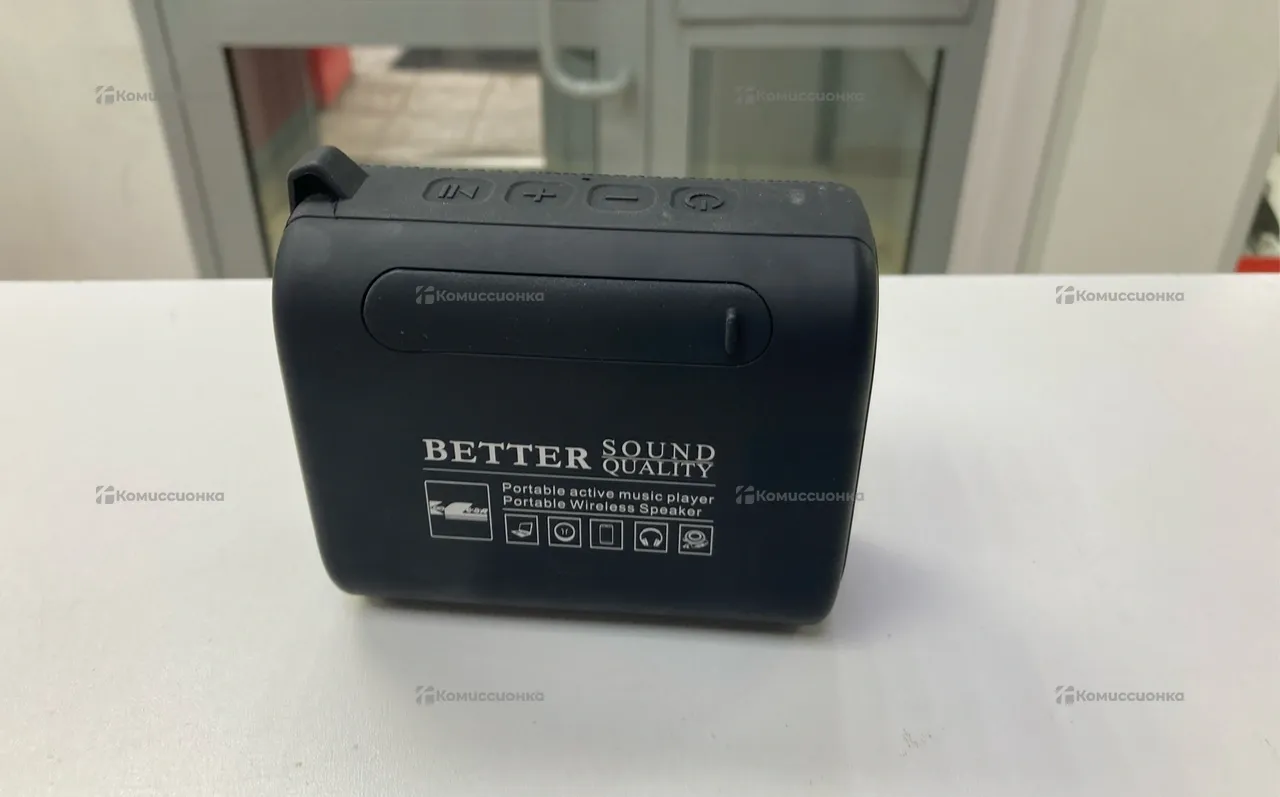 Комиссионка
Комиссионка
Комиссионка
BETTER SOUND QUALITY
Portable active music player
Portable Wireless Speaker
Комиссионка
Комиссионка
Комиссионка
Комиссионка